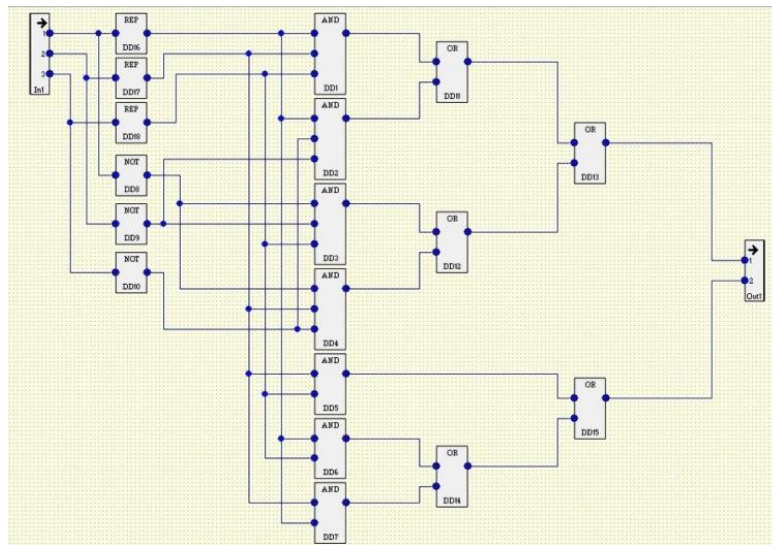 1
2
3
In1
REP
DD16
REP
DD17
REP
DD18
NOT
DD8
NOT
DD9
NOT
DD10
AND
DD1
AND
DD2
AND
DD3
AND
DD4
AND
DD5
AND
DD6
AND
DD7
OR
DD11
OR
DD12
OR
DD14
OR
DD13
OR
DD15
1
2
Out1